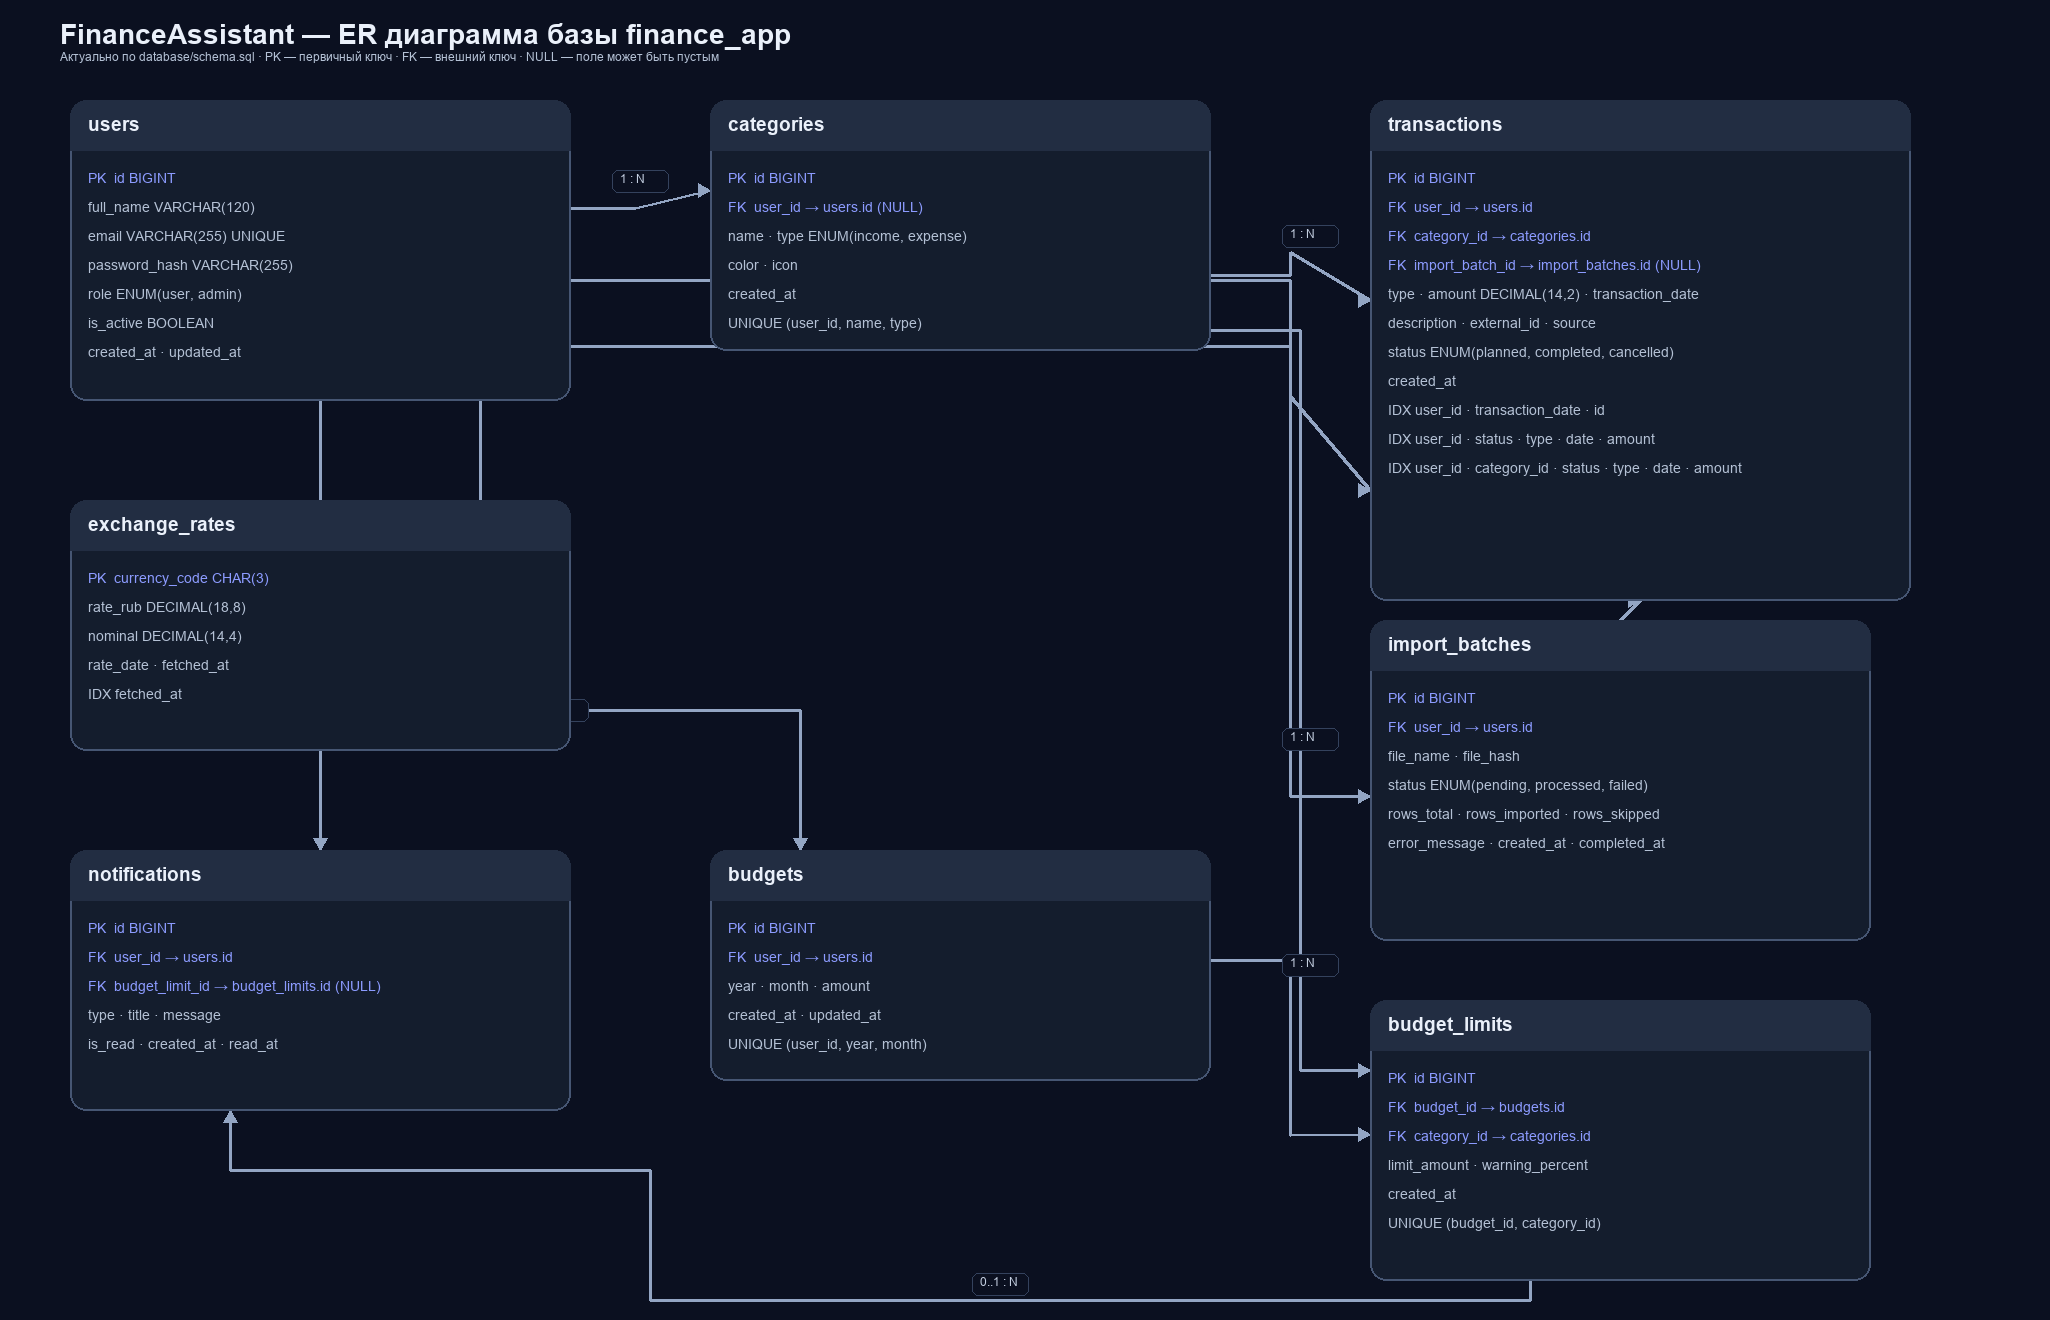 FinanceAssistant — ER диаграмма базы finance_app
Актуально по database/schema.sql · PK — первичный ключ · FK — внешний ключ · NULL — поле может быть пустым
users
PK id BIGINT
full_name VARCHAR(120)
email VARCHAR(255) UNIQUE
password_hash VARCHAR(255)
role ENUM(user, admin)
is_active BOOLEAN
created_at · updated_at
1 : N
categories
PK id BIGINT
FK user_id → users.id (NULL)
name · type ENUM(income, expense)
color · icon
created_at
UNIQUE (user_id, name, type)
1 : N
transactions
PK id BIGINT
FK user_id → users.id
FK category_id → categories.id
FK import_batch_id → import_batches.id (NULL)
type · amount DECIMAL(14,2) · transaction_date
description · external_id · source
status ENUM(planned, completed, cancelled)
created_at
IDX user_id · transaction_date · id
IDX user_id · status · type · date · amount
IDX user_id · category_id · status · type · date · amount
exchange_rates
PK currency_code CHAR(3)
rate_rub DECIMAL(18,8)
nominal DECIMAL(14,4)
rate_date · fetched_at
IDX fetched_at
1 : N
import_batches
PK id BIGINT
FK user_id → users.id
file_name · file_hash
status ENUM(pending, processed, failed)
rows_total · rows_imported · rows_skipped
error_message · created_at · completed_at
notifications
PK id BIGINT
FK user_id → users.id
FK budget_limit_id → budget_limits.id (NULL)
type · title · message
is_read · created_at · read_at
budgets
PK id BIGINT
FK user_id → users.id
year · month · amount
created_at · updated_at
UNIQUE (user_id, year, month)
1 : N
budget_limits
PK id BIGINT
FK budget_id → budgets.id
FK category_id → categories.id
limit_amount · warning_percent
created_at
UNIQUE (budget_id, category_id)
0..1 : N